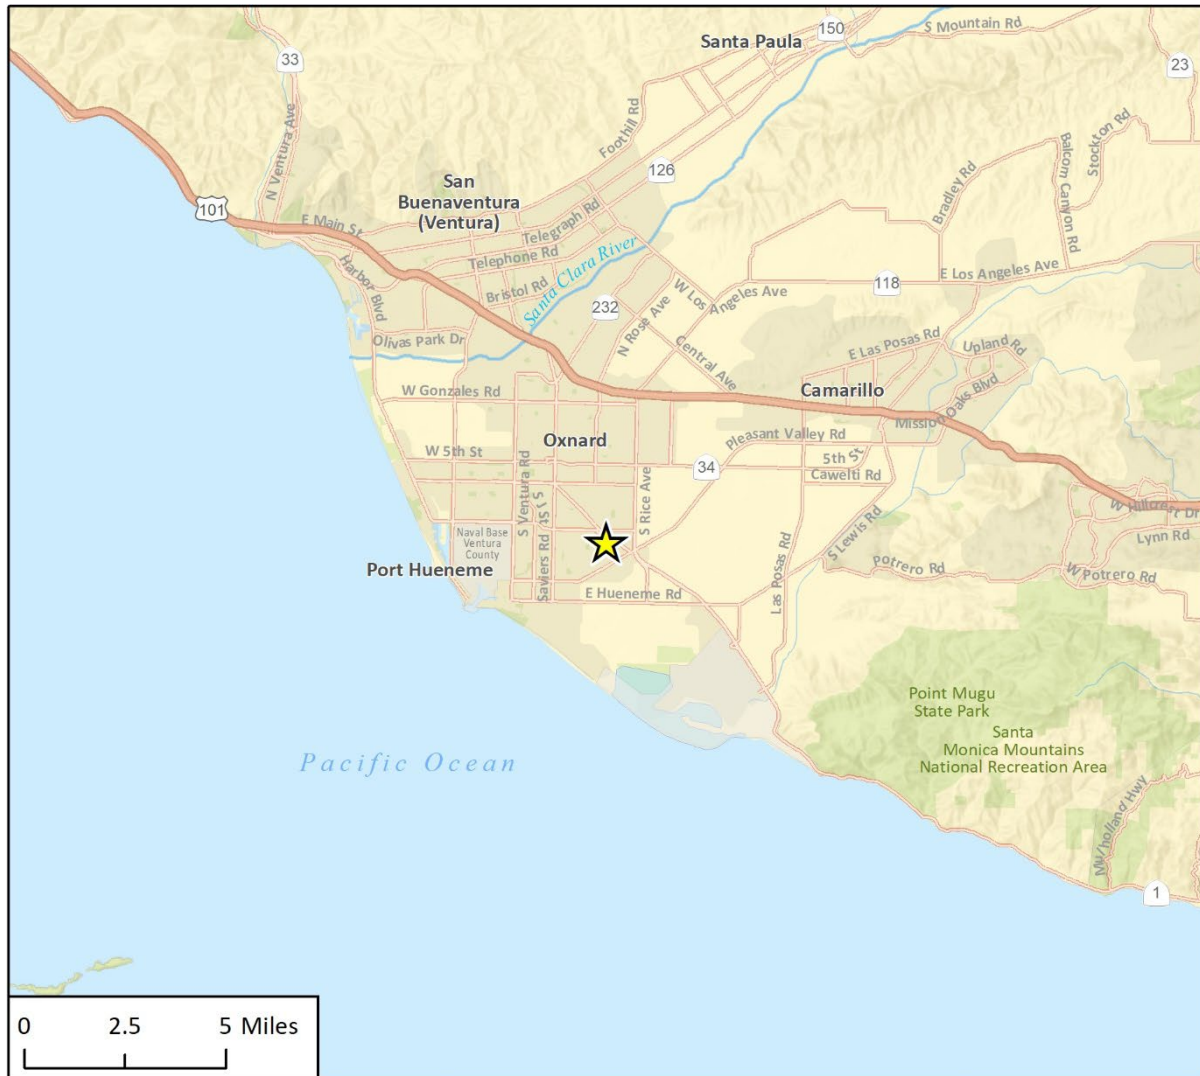 Santa Paula
150
S Mountain Rd
33
23
N Ventura Ave
Foothill Rd
126
Stockton Rd
Balcom Canyon Rd
Bradley Rd
San
Buenaventura
(Ventura)
101
E Main St
Telegraph Rd
Telephone Rd
Santa Clara River
Harbor Blvd
Bristol Rd
232
W Los Angeles Ave
118
E Los Angeles Ave
N Rose Ave
Olivas Park Dr
Central Ave
E Las Posas Rd
Upland Rd
W Gonzales Rd
Camarillo
Mission Oaks Blvd
Oxnard
Pleasant Valley Rd
W 5th St
34
5th St
Cawelti Rd
S Ventura Rd
S J St
S Rice Ave
W Hillcrest Dr
Lynn Rd
Naval Base
Ventura
County
Saviers Rd
S Lewis Rd
Las Posas Rd
Potrero Rd
W Potrero Rd
Port Hueneme
E Hueneme Rd
Point Mugu
State Park
Santa
Monica Mountains
National Recreation Area
Pacific Ocean
Mulholland Hwy
1
0 2.5 5 Miles